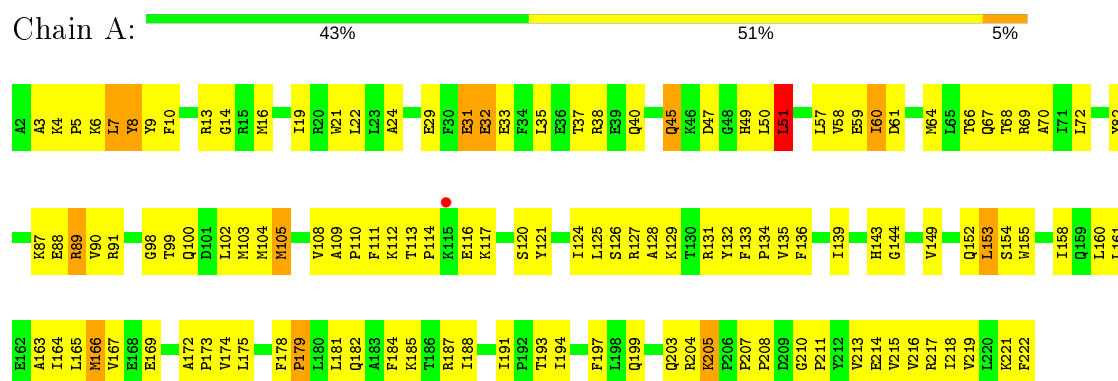 Chain A:
43% 51% 5%
A2 A3 K4 P5 K6 L7 Y8 Y9 F10 R13 G14 R15 M16 I19 R20 W21 L22 L23 A24 E29 F30 E31 E32 E33 F34 L35 E36 T37 R38 E39 Q40 Q45 K46 D47 G48 H49 L50 L51 L57 V58 E59 I60 D61 M64 L65 T66 Q67 T68 R69 A70 I71 L72 Y82
K87 E88 R89 V90 R91 G98 T99 Q100 D101 L102 M103 M104 M105 V108 A109 P110 F111 K112 T113 P114 K115 E116 K117 S120 Y121 I124 L125 S126 R127 A128 K129 T130 R131 Y132 F133 P134 V135 F136 I139 H143 G144 V149 Q152 L153 S154 W155 I158 Q159 L160 L161
E162 A163 I164 L165 M166 V167 E168 E169 A172 P173 V174 L175 F178 P179 L180 L181 Q182 A183 F184 K185 T186 R187 I188 I191 P192 T193 I194 F197 L198 Q199 Q203 R204 K205 P206 P207 P208 D209 G210 P211 Y212 V213 E214 V215 V216 R217 I218 V219 L220 K221 F222